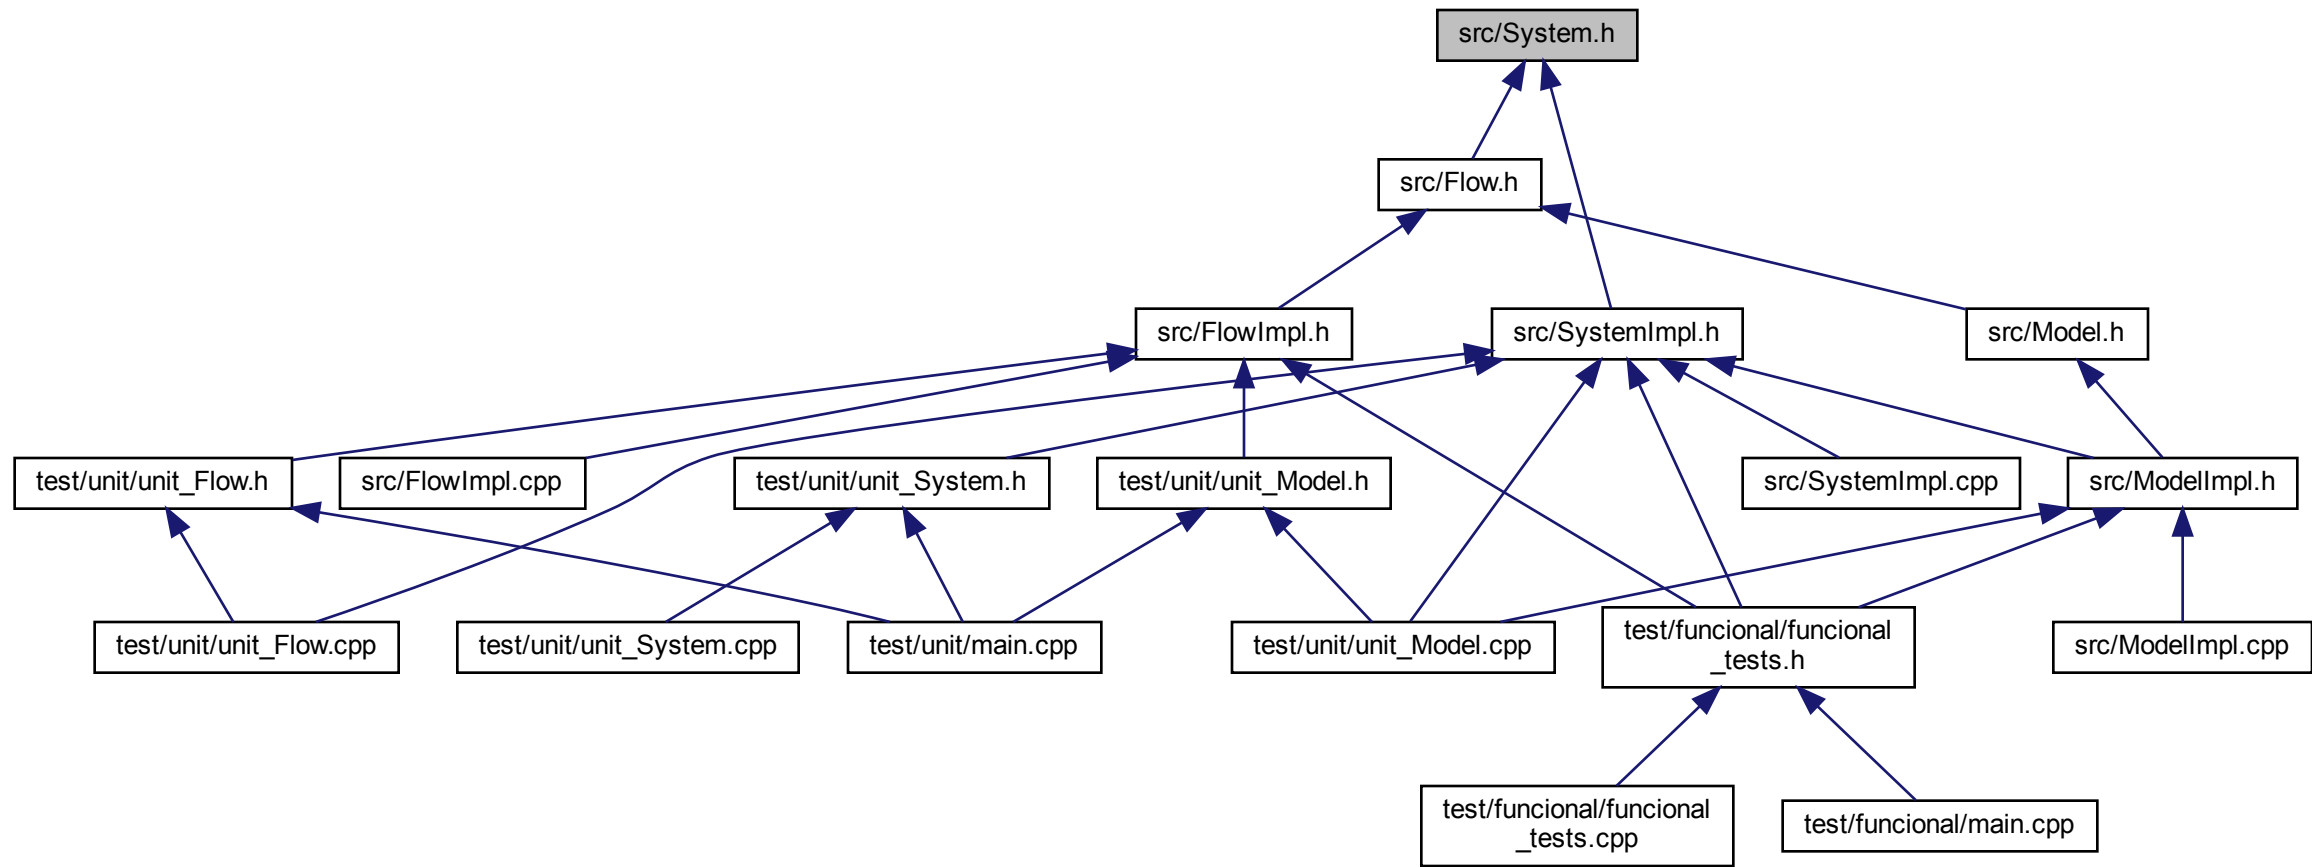 src/System.h
src/Flow.h
src/FlowImpl.h
src/SystemImpl.h
src/Model.h
test/unit/unit_Flow.h
src/FlowImpl.cpp
test/unit/unit_System.h
test/unit/unit_Model.h
src/SystemImpl.cpp
src/ModelImpl.h
test/unit/unit_Flow.cpp
test/unit/unit_System.cpp
test/unit/main.cpp
test/unit/unit_Model.cpp
test/funcional/funcional
_tests.h
src/ModelImpl.cpp
test/funcional/funcional
_tests.cpp
test/funcional/main.cpp